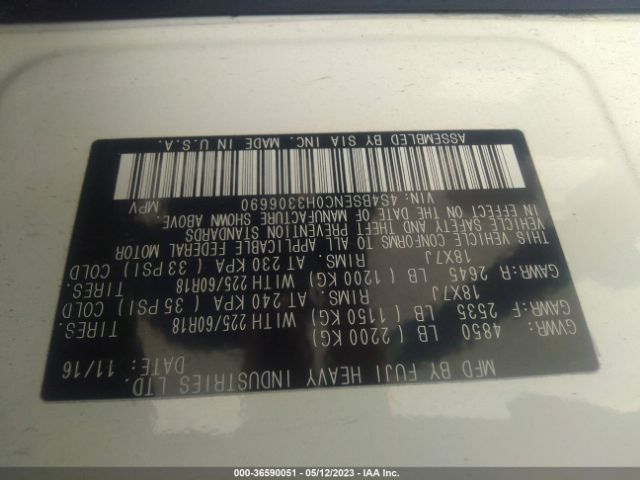 MFD BY FUJI HEAVY INDUSTRIES LTD.
DATE: 11/16
GVWR: 4850 LB ( 2200 KG)
GAWR:F 2535 LB ( 1150 KG) WITH 225/60R18 TIRES.
18X7J RIMS. AT 240 KPA ( 35 PSI) COLD
GAWR:R 2645 LB ( 1200 KG) WITH 225/60R18 TIRES.
18X7J RIMS. AT 230 KPA ( 33 PSI) COLD
THIS VEHICLE CONFORMS TO ALL APPLICABLE FEDERAL MOTOR
VEHICLE SAFETY AND THEFT PREVENTION STANDARDS
IN EFFECT ON THE DATE OF MANUFACTURE SHOWN ABOVE.
VIN: 4S4BSENC0H3306690 MPV
ASSEMBLED BY SIA INC. MADE IN U.S.A.
000-36590051 - 05/12/2023 - IAA Inc.